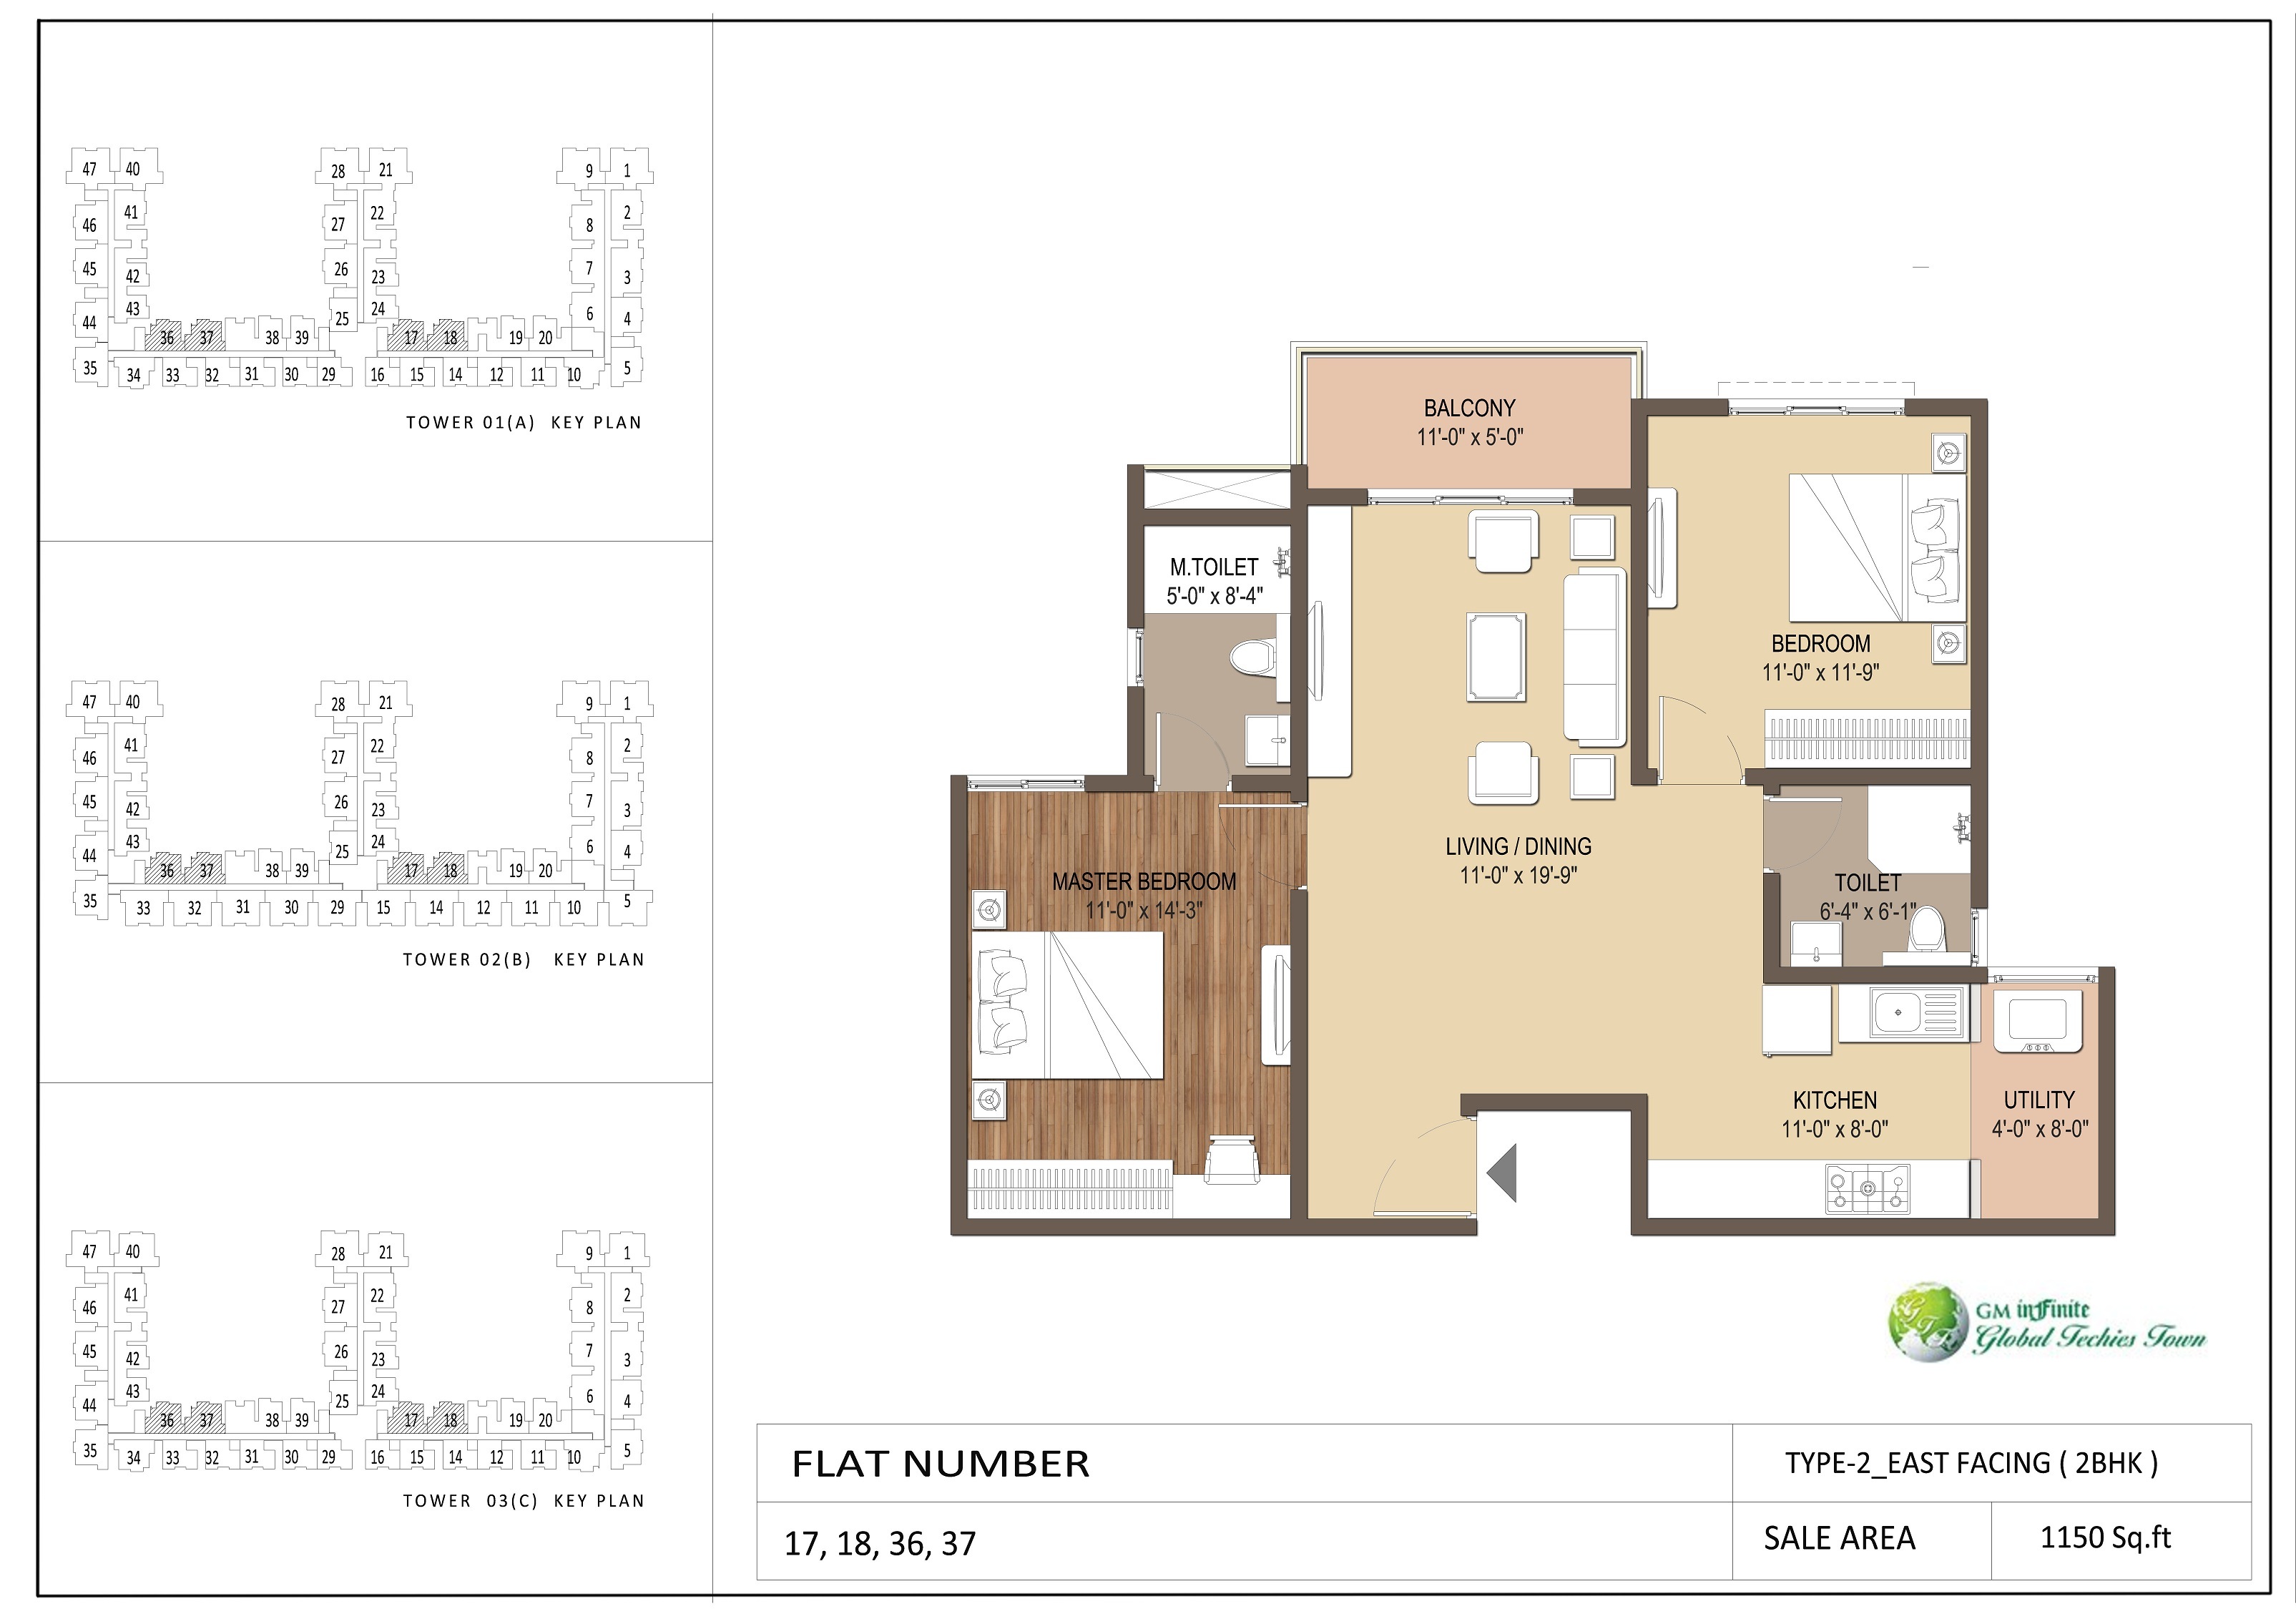 47 40 28 21 9 1
41 22 2
46 27 8
45 42 26 23 7 3
43 24 6
44 25 4
36 37 38 39 17 18 19 20
35 34 33 32 31 30 29 16 15 14 12 11 10 5
TOWER 01(A) KEY PLAN
47 40 28 21 9 1
41 22 2
46 27 8
45 42 26 23 7 3
43 24 6
44 25 4
36 37 38 39 17 18 19 20
35 33 32 31 30 29 15 14 12 11 10 5
TOWER 02(B) KEY PLAN
47 40 28 21 9 1
41 22 2
46 27 8
45 42 26 23 7 3
43 24 6
44 25 4
36 37 38 39 17 18 19 20
35 34 33 32 31 30 29 16 15 14 12 11 10 5
TOWER 03(C) KEY PLAN
BALCONY
11'-0" x 5'-0"
M.TOILET
5'-0" x 8'-4"
BEDROOM
11'-0" x 11'-9"
LIVING / DINING
11'-0" x 19'-9"
MASTER BEDROOM
11'-0" x 14'-3"
TOILET
6'-4" x 6'-1"
KITCHEN
11'-0" x 8'-0"
UTILITY
4'-0" x 8'-0"
GTT
GM infinite
Global Techies Town
FLAT NUMBER
TYPE-2_EAST FACING ( 2BHK )
17, 18, 36, 37
SALE AREA
1150 Sq.ft